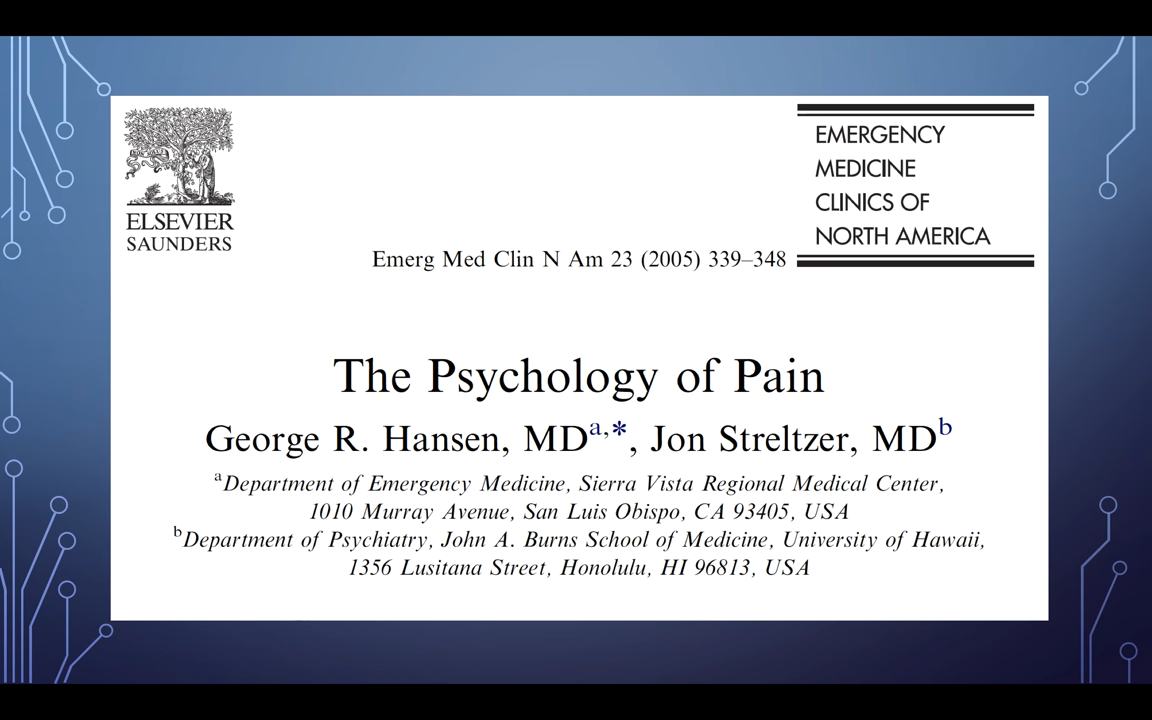 ELSEVIER
SAUNDERS
EMERGENCY
MEDICINE
CLINICS OF
NORTH AMERICA
Emerg Med Clin N Am 23 (2005) 339–348
The Psychology of Pain
George R. Hansen, MDa,*, Jon Streltzer, MDb
aDepartment of Emergency Medicine, Sierra Vista Regional Medical Center,
1010 Murray Avenue, San Luis Obispo, CA 93405, USA
bDepartment of Psychiatry, John A. Burns School of Medicine, University of Hawaii,
1356 Lusitana Street, Honolulu, HI 96813, USA